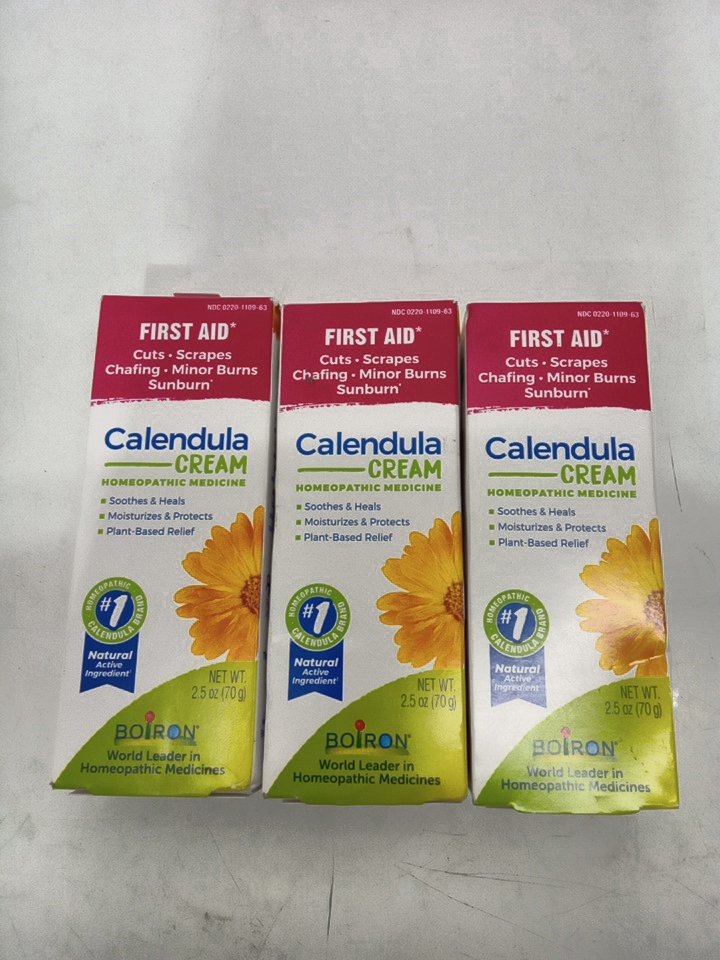 NDC 0220-1109-63
FIRST AID*
Cuts • Scrapes
Chafing • Minor Burns
Sunburn*
Calendula
CREAM
HOMEOPATHIC MEDICINE
Soothes & Heals
Moisturizes & Protects
Plant-Based Relief
HOMEOPATHIC
#1
CALENDULA BRAND
Natural
Active
Ingredient†
NET WT.
2.5 oz (70 g)
BOIRON®
World Leader in
Homeopathic Medicines
NDC 0220-1109-63
FIRST AID*
Cuts • Scrapes
Chafing • Minor Burns
Sunburn*
Calendula
CREAM
HOMEOPATHIC MEDICINE
Soothes & Heals
Moisturizes & Protects
Plant-Based Relief
HOMEOPATHIC
#1
CALENDULA BRAND
Natural
Active
Ingredient†
NET WT.
2.5 oz (70 g)
BOIRON®
World Leader in
Homeopathic Medicines
NDC 0220-1109-63
FIRST AID*
Cuts • Scrapes
Chafing • Minor Burns
Sunburn*
Calendula
CREAM
HOMEOPATHIC MEDICINE
Soothes & Heals
Moisturizes & Protects
Plant-Based Relief
HOMEOPATHIC
#1
CALENDULA BRAND
Natural
Active
Ingredient†
NET WT.
2.5 oz (70 g)
BOIRON®
World Leader in
Homeopathic Medicines